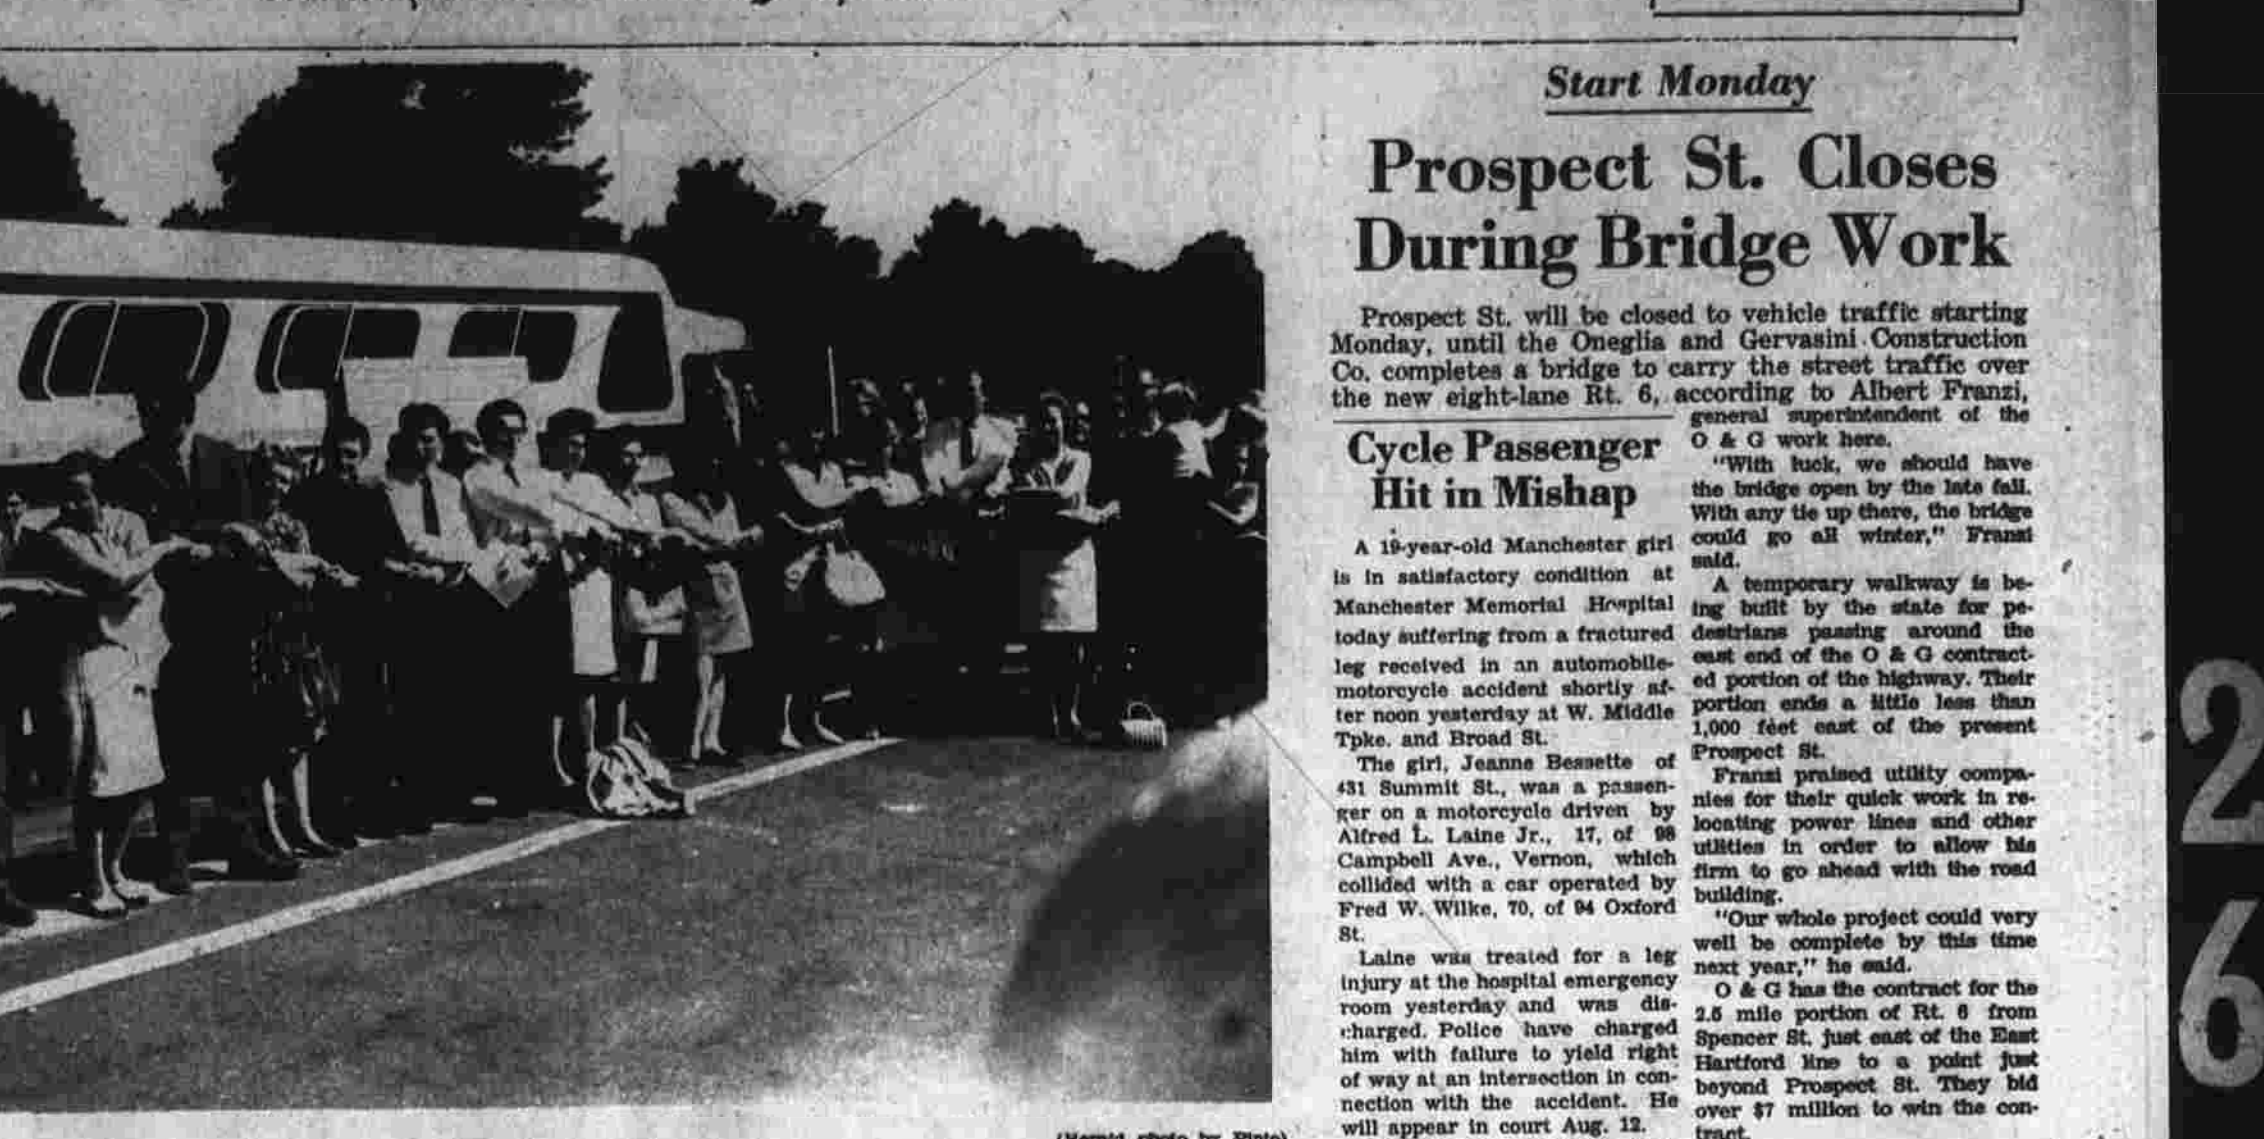 Start Monday
Prospect St. Closes
During Bridge Work
Prospect St. will be closed to vehicle traffic starting
Monday, until the Oneglia and Gervasini Construction
Co. completes a bridge to carry the street traffic over
the new eight-lane Rt. 6, according to Albert Franzi,
general superintendent of the
O & G work here.
"With luck, we should have
the bridge open by the late fall.
With any tie up there, the bridge
could go all winter," Franzi
said.
A temporary walkway is be-
ing built by the state for pe-
destrians passing around the
east end of the O & G contract-
ed portion of the highway. Their
portion ends a little less than
1,000 feet east of the present
Prospect St.
Franzi praised utility compa-
nies for their quick work in re-
locating power lines and other
utilities in order to allow his
firm to go ahead with the road
building.
"Our whole project could very
well be complete by this time
next year," he said.
O & G has the contract for the
2.5 mile portion of Rt. 6 from
Spencer St. just east of the East
Hartford line to a point just
beyond Prospect St. They bid
over $7 million to win the con-
tract.
Cycle Passenger
Hit in Mishap
A 19-year-old Manchester girl
is in satisfactory condition at
Manchester Memorial Hospital
today suffering from a fractured
leg received in an automobile-
motorcycle accident shortly af-
ter noon yesterday at W. Middle
Tpke. and Broad St.
The girl, Jeanne Bessette of
431 Summit St., was a passen-
ger on a motorcycle driven by
Alfred L. Laine Jr., 17, of 98
Campbell Ave., Vernon, which
collided with a car operated by
Fred W. Wilke, 70, of 94 Oxford
St.
Laine was treated for a leg
injury at the hospital emergency
room yesterday and was dis-
charged. Police have charged
him with failure to yield right
of way at an intersection in con-
nection with the accident. He
will appear in court Aug. 12.
(Herald photo by Pinto)
2
6